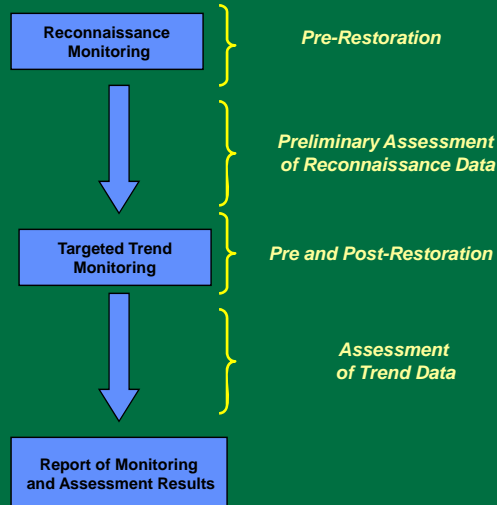 Reconnaissance
Monitoring
Pre-Restoration
Preliminary Assessment
of Reconnaissance Data
Targeted Trend
Monitoring
Pre and Post-Restoration
Assessment
of Trend Data
Report of Monitoring
and Assessment Results